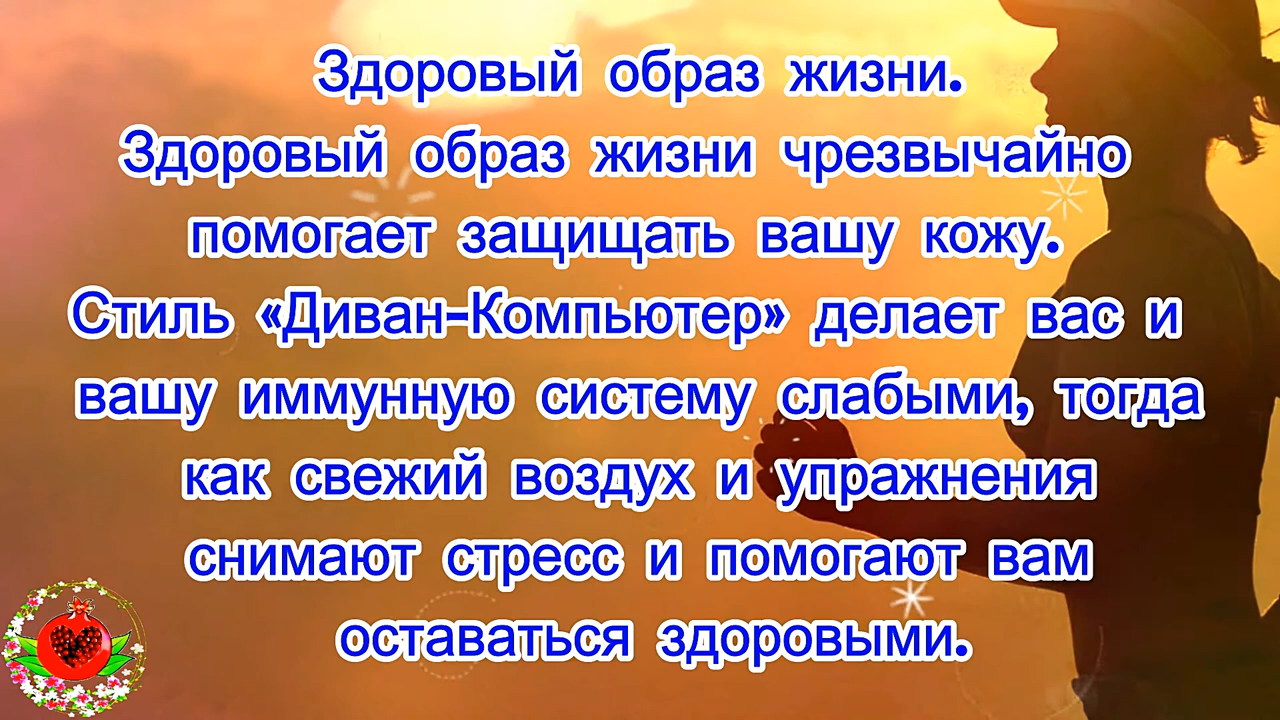 Здоровый образ жизни.
Здоровый образ жизни чрезвычайно
помогает защищать вашу кожу.
Стиль «Диван-Компьютер» делает вас и
вашу иммунную систему слабыми, тогда
как свежий воздух и упражнения
снимают стресс и помогают вам
оставаться здоровыми.